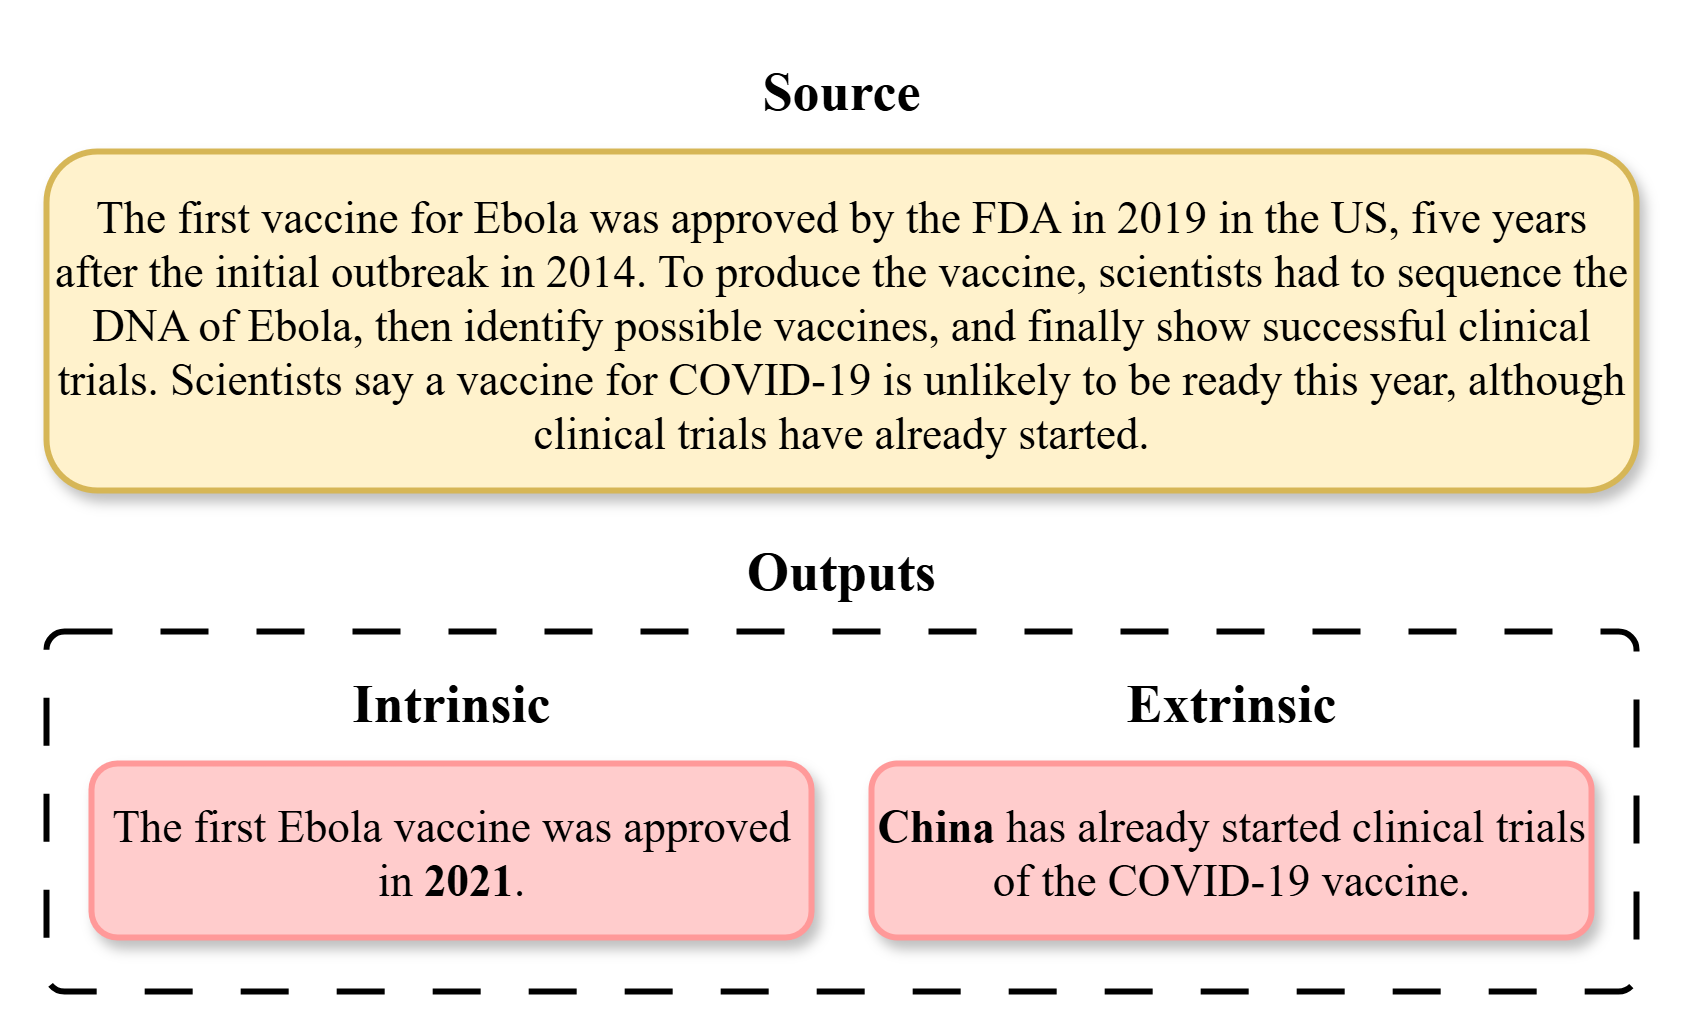 Source
The first vaccine for Ebola was approved by the FDA in 2019 in the US, five years
after the initial outbreak in 2014. To produce the vaccine, scientists had to sequence the
DNA of Ebola, then identify possible vaccines, and finally show successful clinical
trials. Scientists say a vaccine for COVID-19 is unlikely to be ready this year, although
clinical trials have already started.
Outputs
Intrinsic
The first Ebola vaccine was approved
in 2021.
Extrinsic
China has already started clinical trials
of the COVID-19 vaccine.